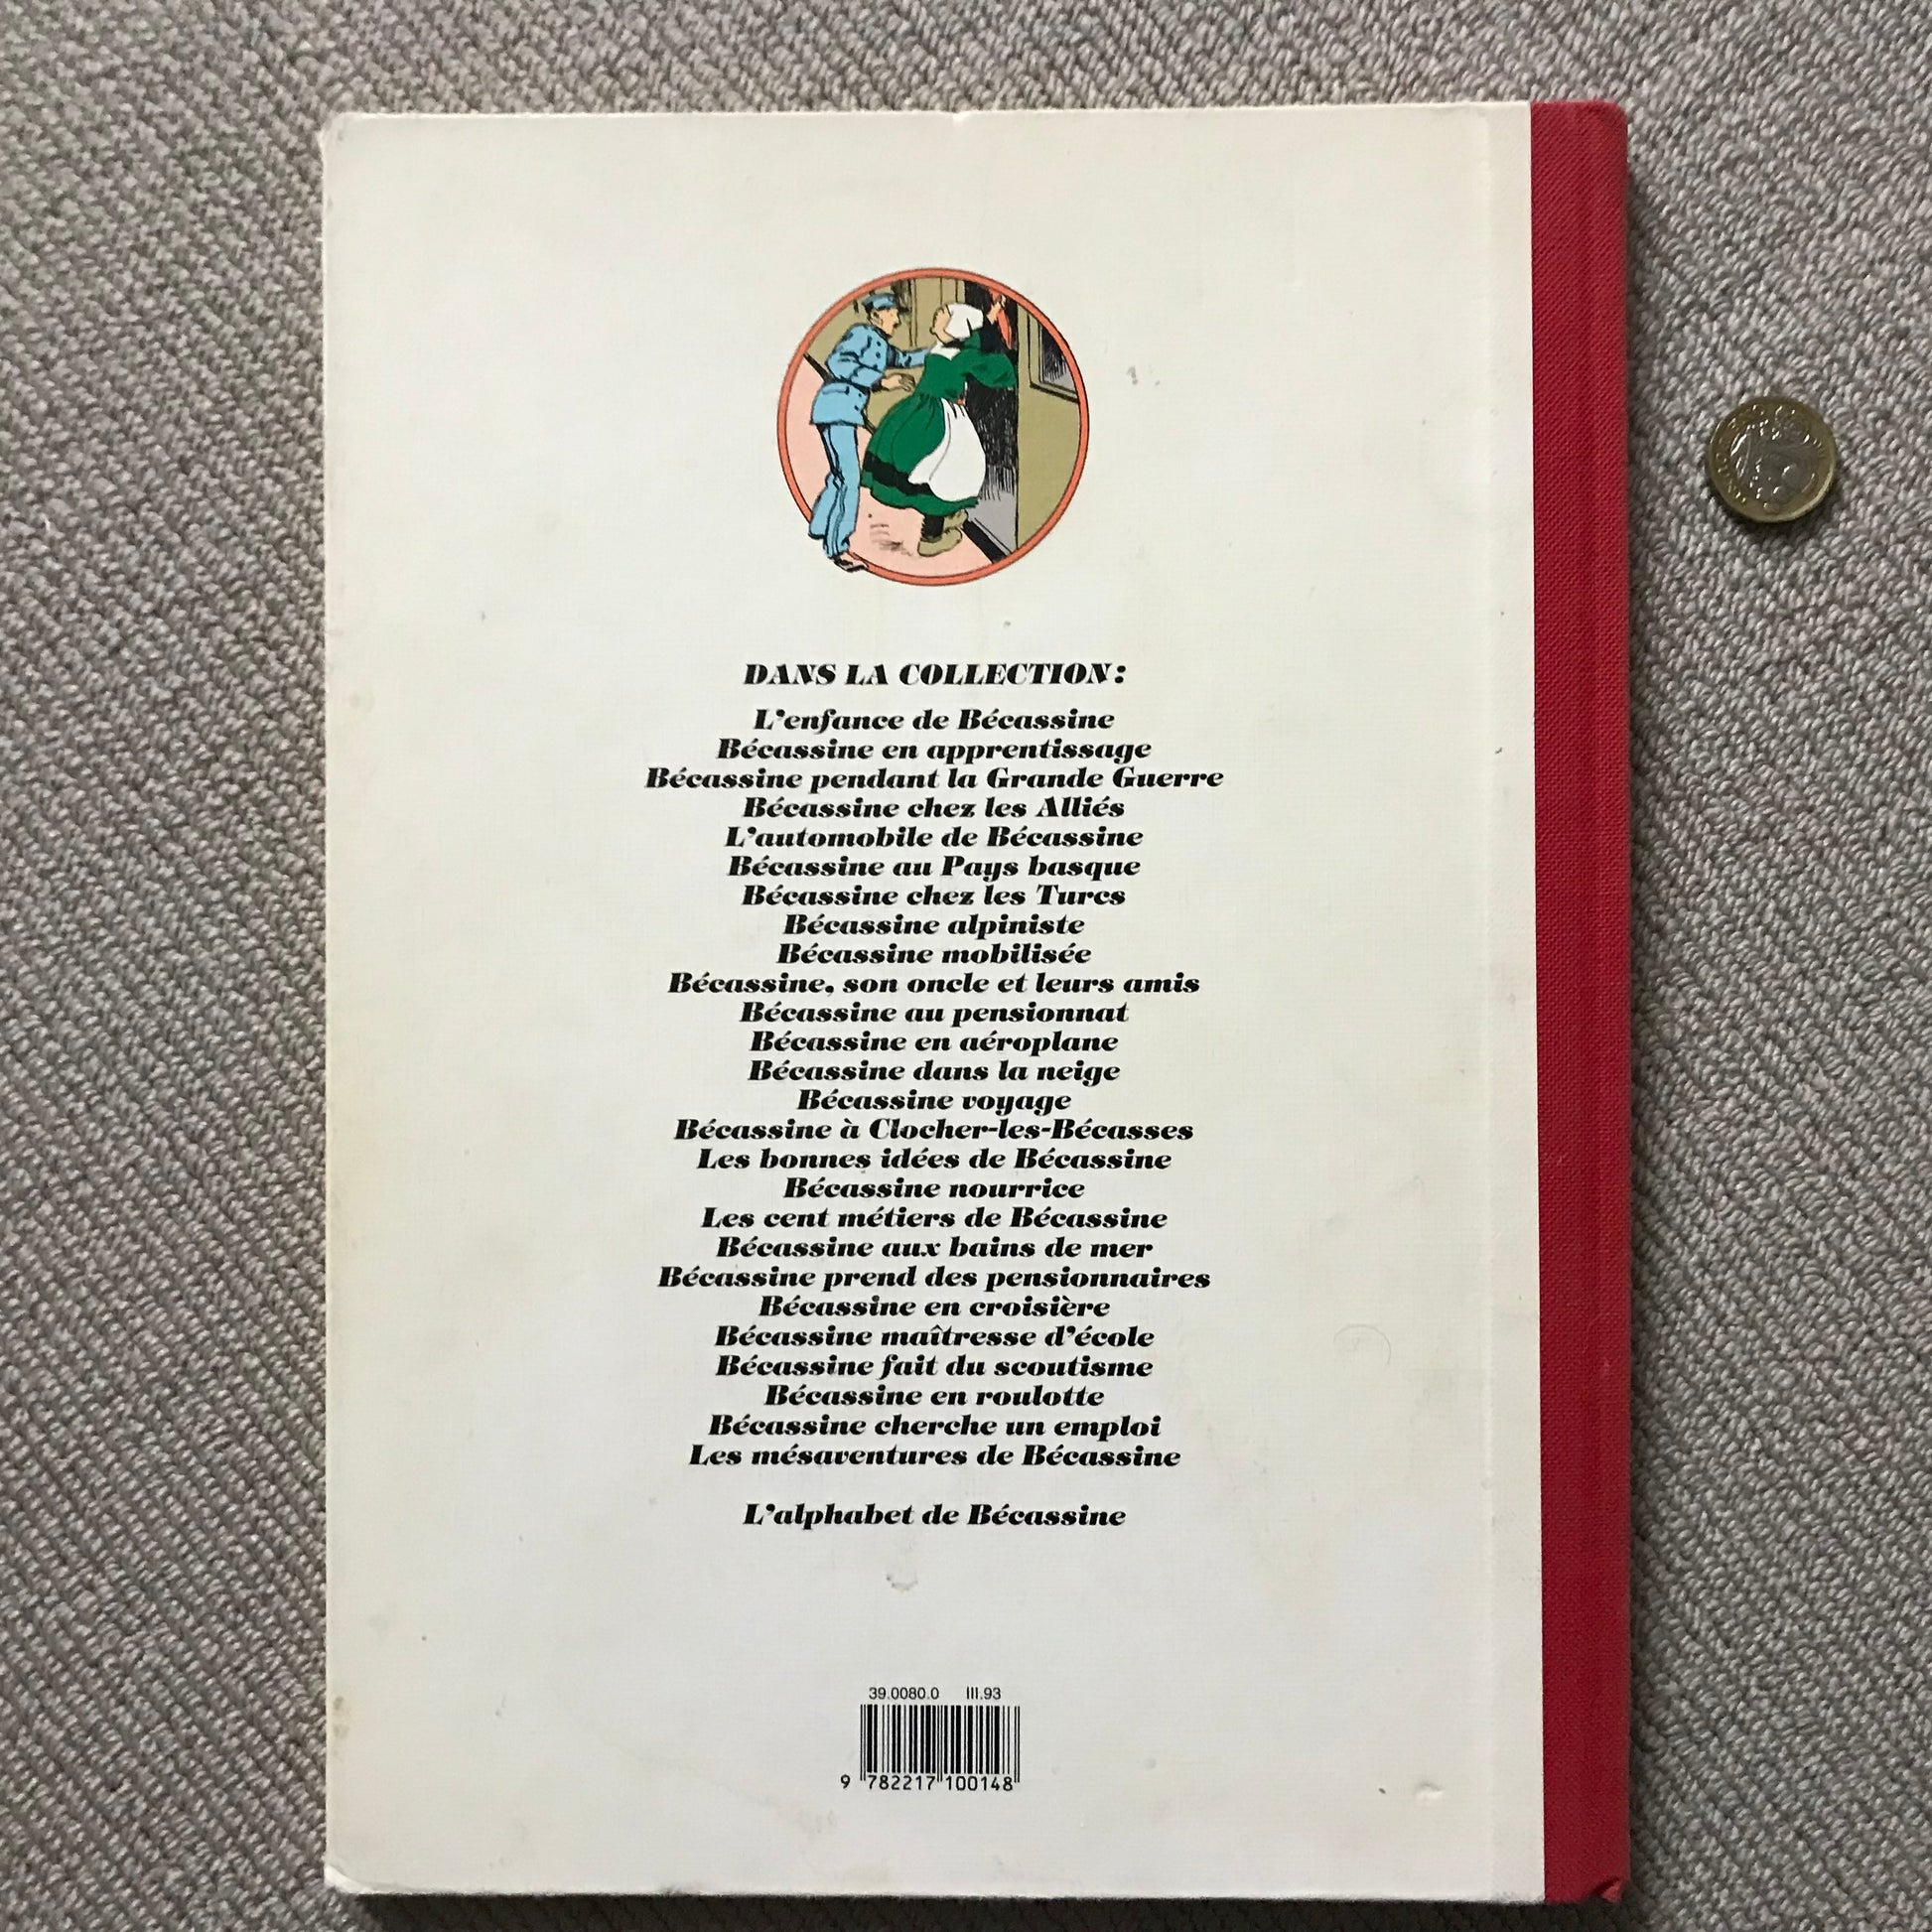 DANS LA COLLECTION:
L'enfance de Bécassine
Bécassine en apprentissage
Bécassine pendant la Grande Guerre
Bécassine chez les Alliés
L'automobile de Bécassine
Bécassine au Pays basque
Bécassine chez les Turcs
Bécassine alpiniste
Bécassine mobilisée
Bécassine, son oncle et leurs amis
Bécassine au pensionnat
Bécassine en aéroplane
Bécassine dans la neige
Bécassine voyage
Bécassine à Clocher-les-Bécasses
Les bonnes idées de Bécassine
Bécassine nourrice
Les cent métiers de Bécassine
Bécassine aux bains de mer
Bécassine prend des pensionnaires
Bécassine en croisière
Bécassine maîtresse d'école
Bécassine fait du scoutisme
Bécassine en roulotte
Bécassine cherche un emploi
Les mésaventures de Bécassine
L'alphabet de Bécassine
39.0080.0 III.93
9 782217 100148